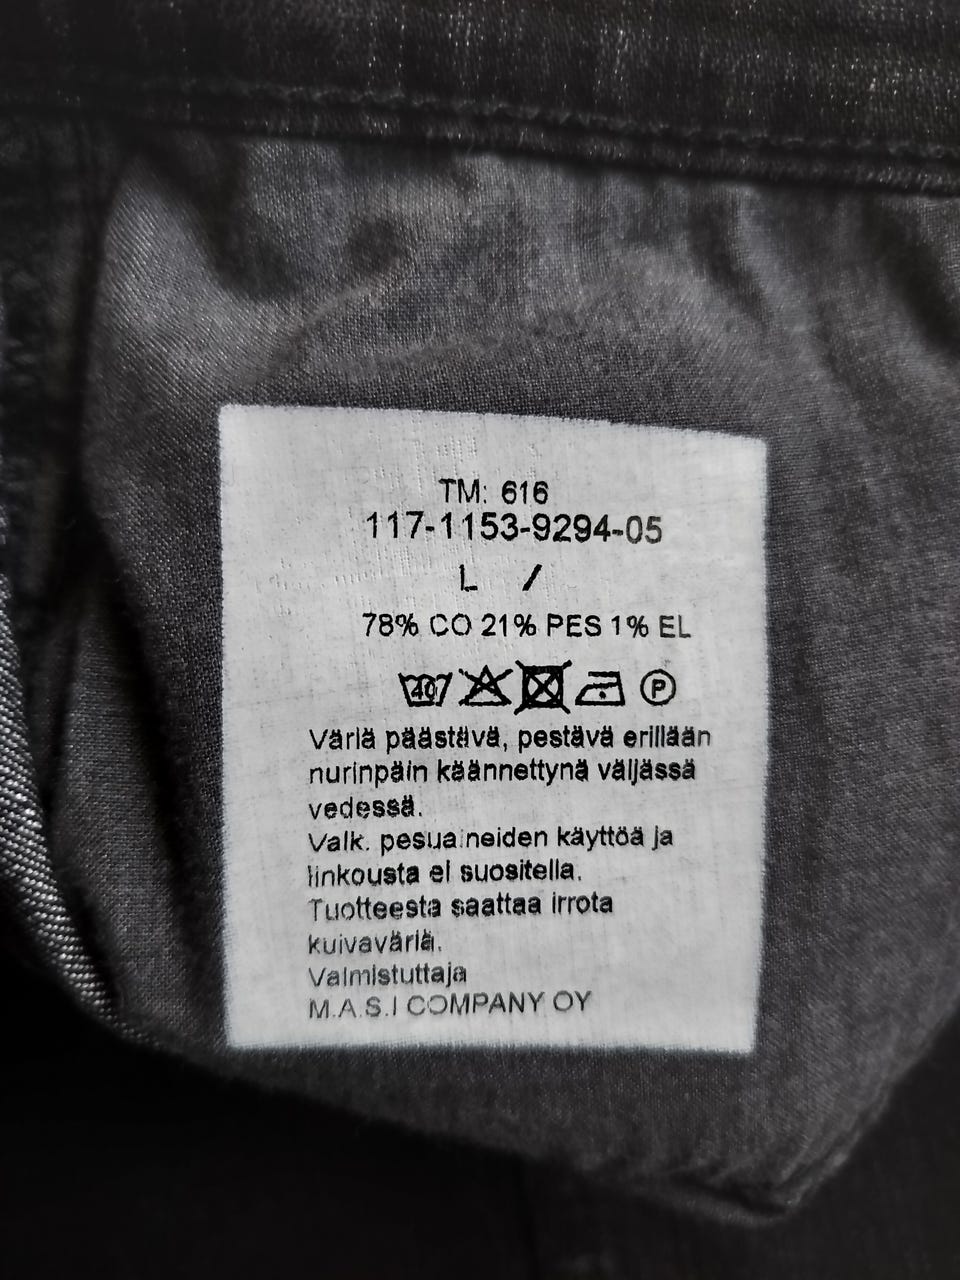 TM: 616
117-1153-9294-05
L /
78% CO 21% PES 1% EL
40 P
Väriä päästävä, pestävä erillään
nurinpäin käännettynä väljässä
vedessä.
Valk. pesuaineiden käyttöä ja
linkousta ei suositella.
Tuotteesta saattaa irrota
kuivaväriä.
Valmistuttaja
M.A.S.I COMPANY OY